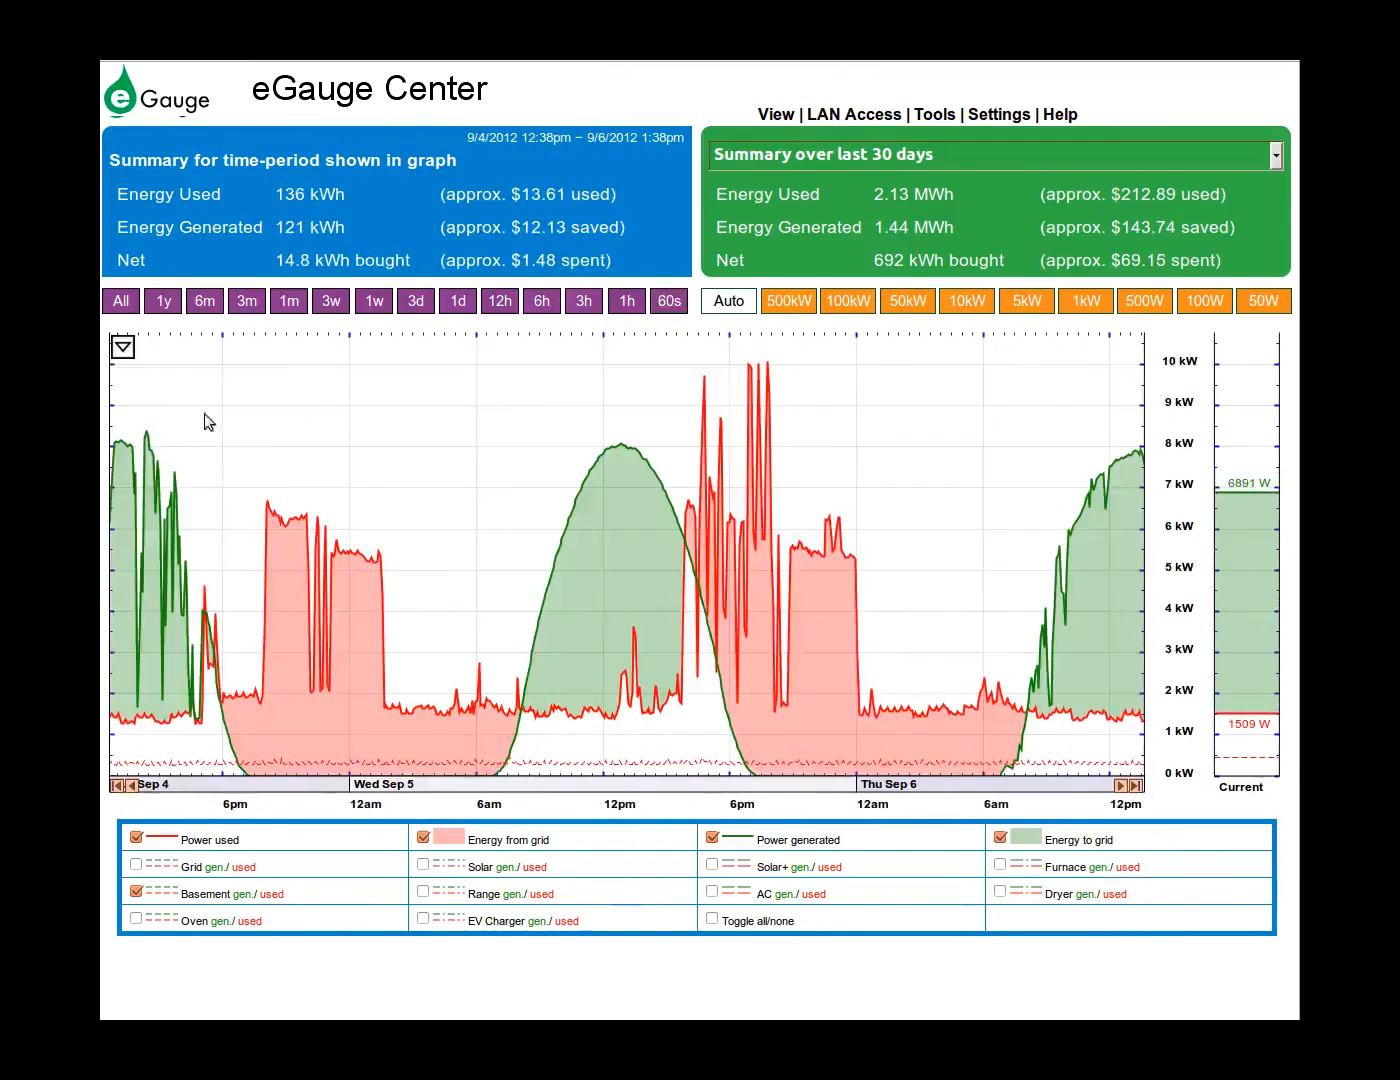 e Gauge
eGauge Center
View | LAN Access | Tools | Settings | Help
9/4/2012 12:38pm − 9/6/2012 1:38pm
Summary for time-period shown in graph
Energy Used 136 kWh (approx. $13.61 used)
Energy Generated 121 kWh (approx. $12.13 saved)
Net 14.8 kWh bought (approx. $1.48 spent)
Summary over last 30 days
Energy Used 2.13 MWh (approx. $212.89 used)
Energy Generated 1.44 MWh (approx. $143.74 saved)
Net 692 kWh bought (approx. $69.15 spent)
All 1y 6m 3m 1m 3w 1w 3d 1d 12h 6h 3h 1h 60s
Auto 500kW 100kW 50kW 10kW 5kW 1kW 500W 100W 50W
10 kW
9 kW
8 kW
7 kW
6 kW
5 kW
4 kW
3 kW
2 kW
1 kW
0 kW
6891 W
1509 W
Current
Sep 4 Wed Sep 5 Thu Sep 6
6pm 12am 6am 12pm 6pm 12am 6am 12pm
Power used Energy from grid Power generated Energy to grid
Grid gen./ used Solar gen./ used Solar+ gen./ used Furnace gen./ used
Basement gen./ used Range gen./ used AC gen./ used Dryer gen./ used
Oven gen./ used EV Charger gen./ used Toggle all/none